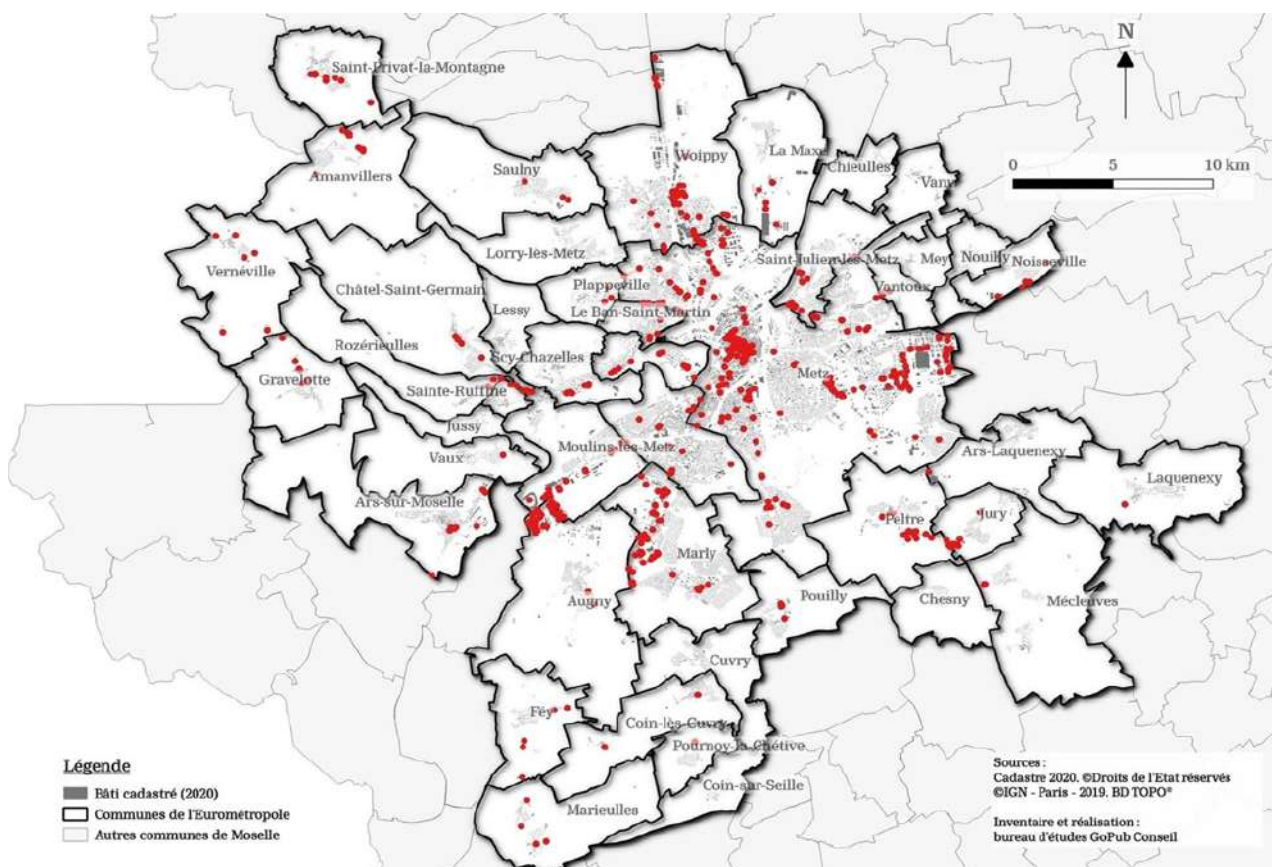 N
Saint-Privat-la-Montagne
Woippy
La Maxe
Chieulles
0 5 10 km
Amanvillers
Saulny
Vany
Lorry-lès-Metz
Saint-Julien-lès-Metz
Mey
Nouilly
Noisseville
Vernéville
Châtel-Saint-Germain
Plappeville
Vantoux
Lessy
Le Ban-Saint-Martin
Rozérieulles
Scy-Chazelles
Gravelotte
Metz
Sainte-Ruffine
Jussy
Moulins-lès-Metz
Vaux
Ars-Laquenexy
Laquenexy
Ars-sur-Moselle
Peltre
Jury
Marly
Augny
Pouilly
Chesny
Mécleuves
Cuvry
Féy
Coin-lès-Cuvry
Pournoy-la-Chétive
Coin-sur-Seille
Marieulles
Légende
Bâti cadastré (2020)
Communes de l'Eurométropole
Autres communes de Moselle
Sources :
Cadastre 2020. ©Droits de l'Etat réservés
©IGN - Paris - 2019. BD TOPO®
Inventaire et réalisation :
bureau d'études GoPub Conseil